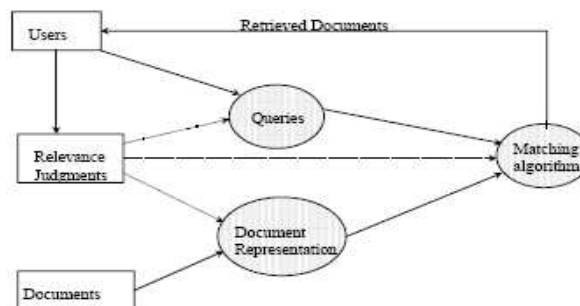 Retrieved Documents
Users
Queries
Relevance
Judgments
Matching
algorithm
Document
Representation
Documents